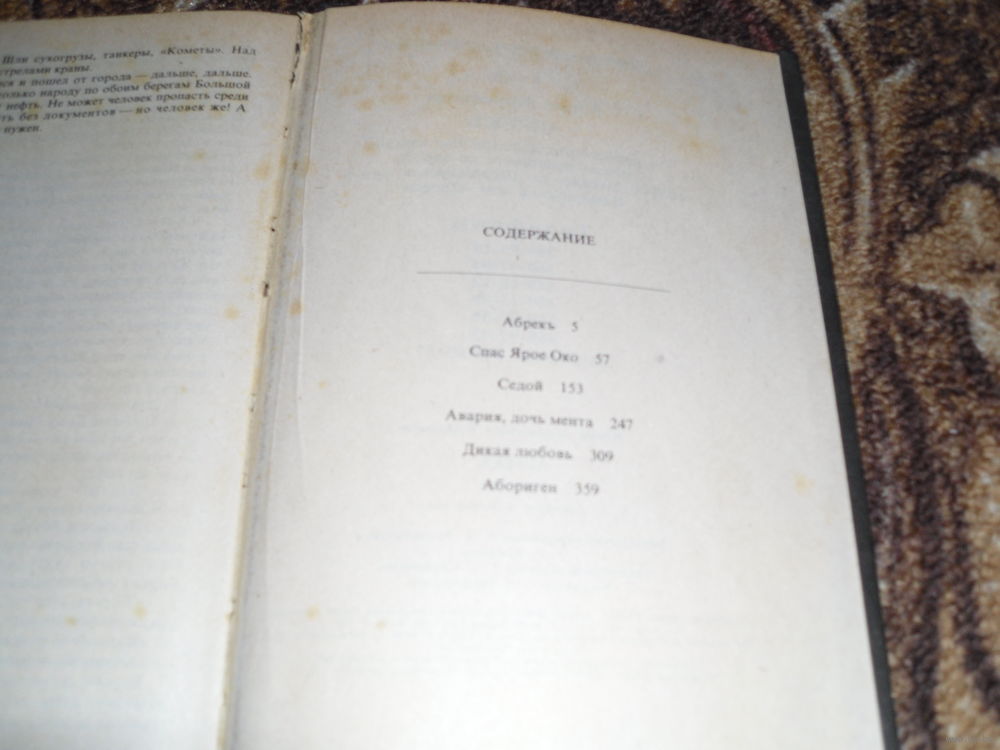 Шли сухогрузы, танкеры, «Кометы». Над
стрелами краны.
и пошел от города — дальше, дальше.
народу по обоим берегам Большой
нефть. Не может человек пропасть среди
без документов — но человек же! А
нужен.
СОДЕРЖАНИЕ
Абрекъ 5
Спас Ярое Око 57
Седой 153
Авария, дочь мента 247
Дикая любовь 309
Абориген 359